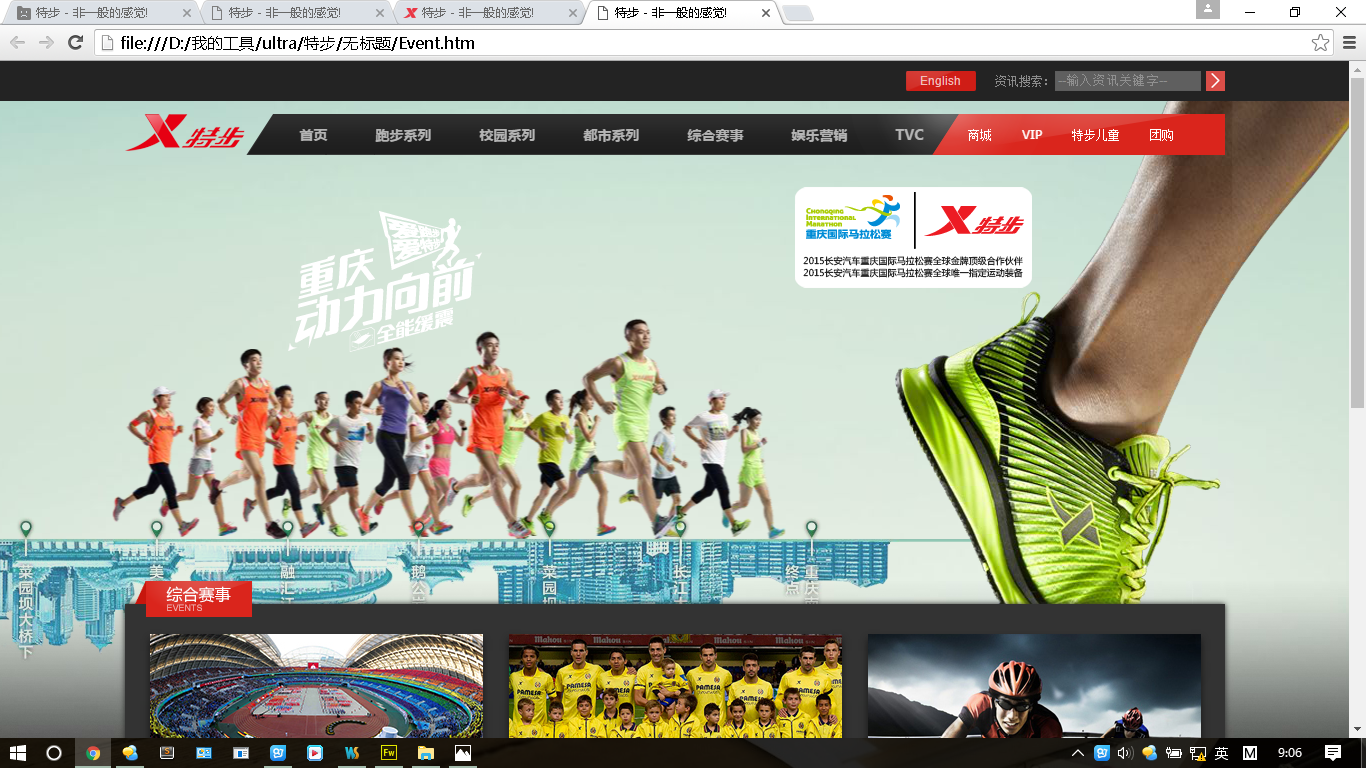 特步 - 非一般的感觉!
特步 - 非一般的感觉!
特步 - 非一般的感觉!
特步 - 非一般的感觉!
file:///D:/我的工具/ultra/特步/无标题/Event.htm
English 资讯搜索： --输入资讯关键字--
X特步 首页 跑步系列 校园系列 都市系列 综合赛事 娱乐营销 TVC 商城 VIP 特步儿童 团购
Chongqing
International
Marathon
重庆国际马拉松赛
X特步
2015长安汽车重庆国际马拉松赛全球金牌顶级合作伙伴
2015长安汽车重庆国际马拉松赛全球唯一指定运动装备
爱跑步
爱特步
重庆
动力向前
全能缓震
菜园坝大桥下
美
融汇江
鹅公
菜园坝
长江大
终点
重庆南
综合赛事
EVENTS
Mahou
PAMESA
PAMESA
PAMESA
PAMESA
PAMESA
英 M 9:06